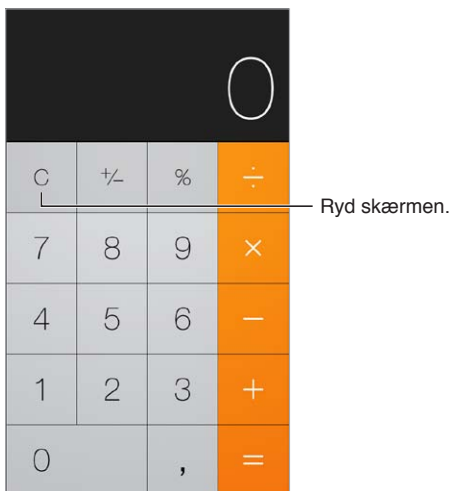 0
C +/− % ÷
Ryd skærmen.
7 8 9 ×
4 5 6 −
1 2 3 +
0 , =